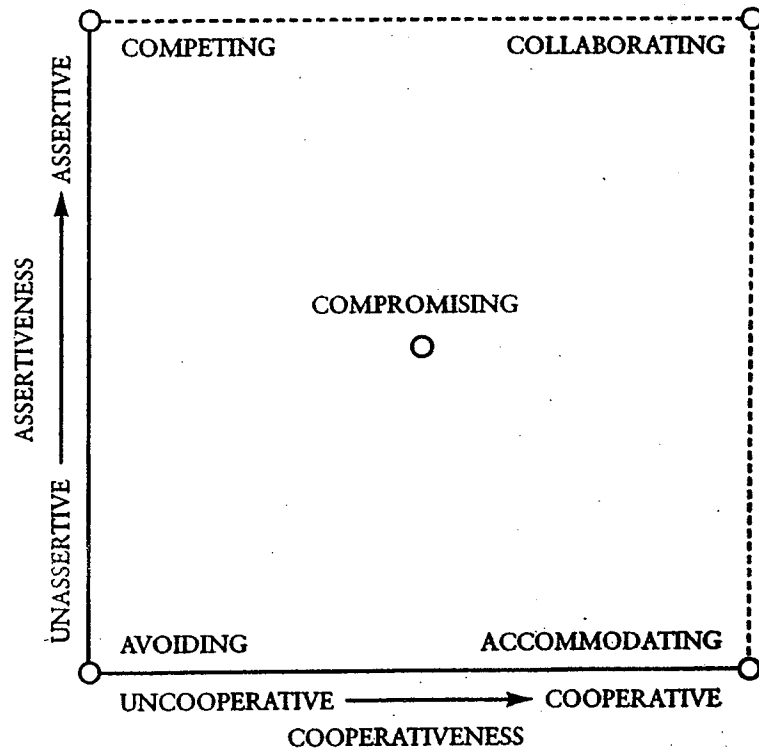 COMPETING
COLLABORATING
ASSERTIVE
ASSERTIVENESS
COMPROMISING
UNASSERTIVE
AVOIDING
ACCOMMODATING
UNCOOPERATIVE
COOPERATIVE
COOPERATIVENESS